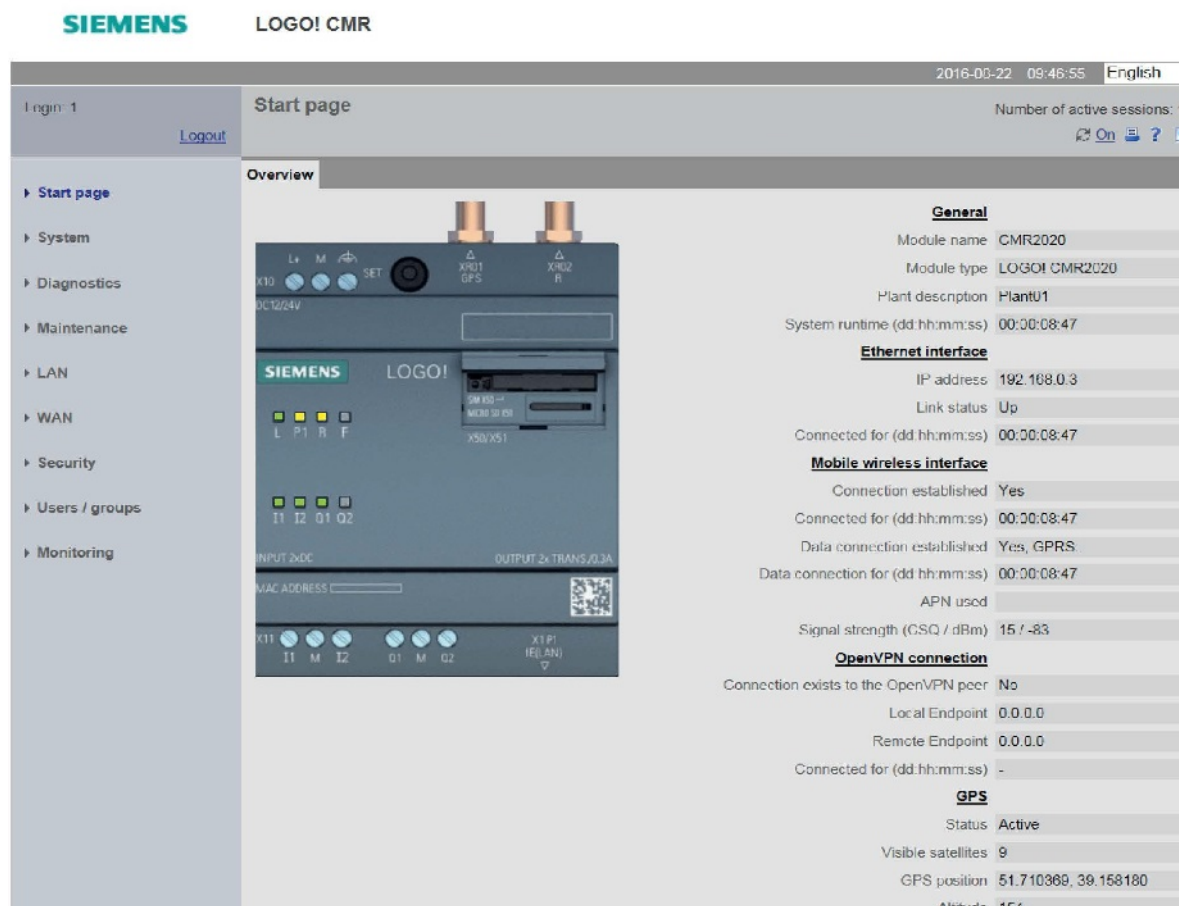 SIEMENS LOGO! CMR
09:46:55 English
Login: 1 Start page Number of active sessions:
Logout On ?
Overview
Start page
System
Diagnostics
Maintenance
LAN
WAN
Security
Users / groups
Monitoring
L+ M SET XR01 GPS XR02 R
X10
DC12/24V
SIEMENS LOGO!
SIM X50
MICRO SD X51
X50/X51
L P1 R F
I1 I2 Q1 Q2
INPUT 2xDC OUTPUT 2x TRANS./0.3A
MAC ADDRESS
X11 X1P1
IE(LAN)
I1 M I2 Q1 M Q2
General
Module name CMR2020
Module type LOGO! CMR2020
Plant description Plant01
System runtime (dd:hh:mm:ss) 00:00:08:47
Ethernet interface
IP address 192.168.0.3
Link status Up
Connected for (dd:hh:mm:ss) 00:00:08:47
Mobile wireless interface
Connection established Yes
Connected for (dd:hh:mm:ss) 00:00:08:47
Data connection established Yes, GPRS
Data connection for (dd:hh:mm:ss) 00:00:08:47
APN used
Signal strength (CSQ / dBm) 15 / -83
OpenVPN connection
Connection exists to the OpenVPN peer No
Local Endpoint 0.0.0.0
Remote Endpoint 0.0.0.0
Connected for (dd:hh:mm:ss) -
GPS
Status Active
Visible satellites 9
GPS position 51.710369, 39.158180
Altitude